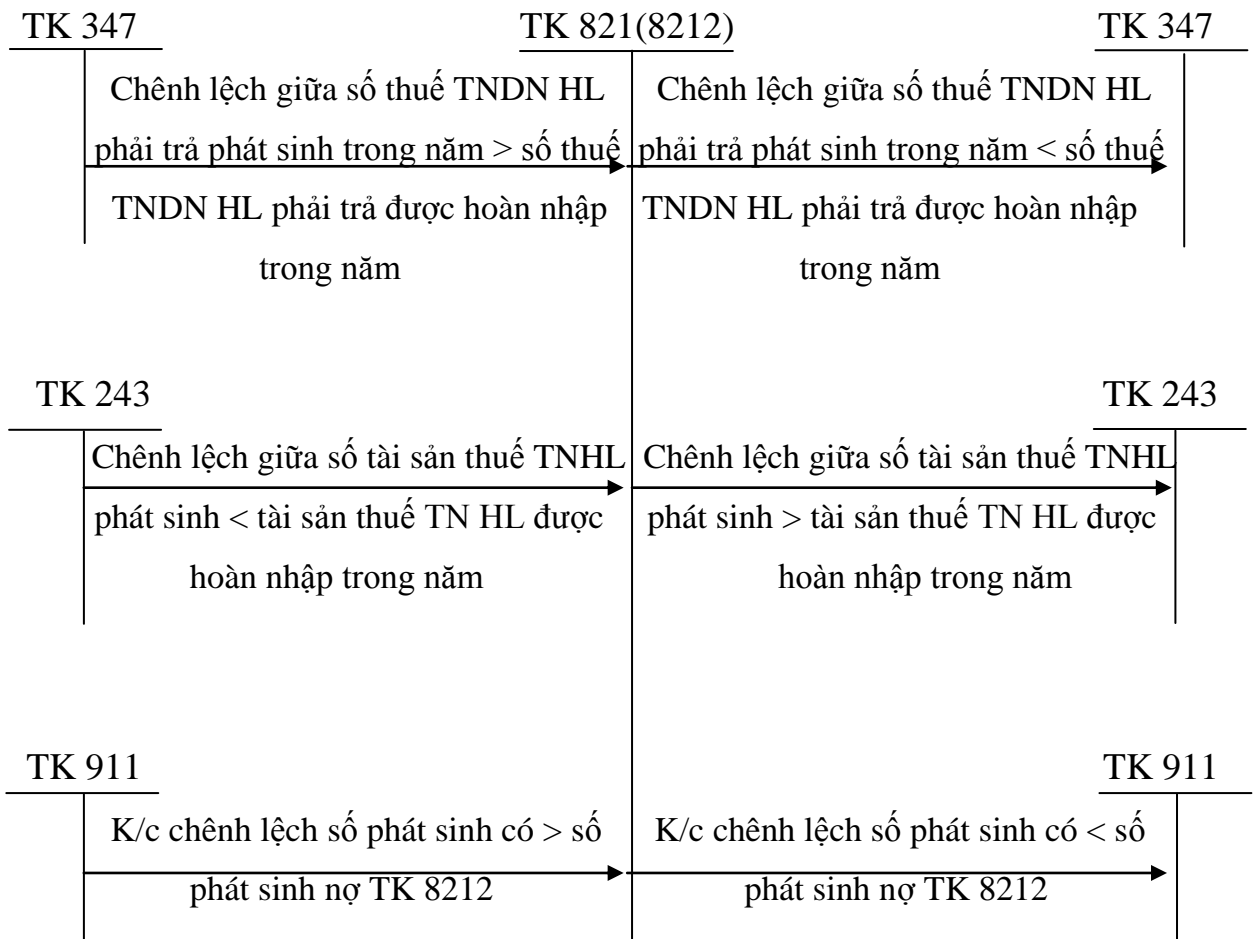 TK 347
TK 821(8212)
TK 347
Chênh lệch giữa số thuế TNDN HL
phải trả phát sinh trong năm > số thuế
TNDN HL phải trả được hoàn nhập
trong năm
Chênh lệch giữa số thuế TNDN HL
phải trả phát sinh trong năm < số thuế
TNDN HL phải trả được hoàn nhập
trong năm
TK 243
TK 243
Chênh lệch giữa số tài sản thuế TNHL
phát sinh < tài sản thuế TN HL được
hoàn nhập trong năm
Chênh lệch giữa số tài sản thuế TNHL
phát sinh > tài sản thuế TN HL được
hoàn nhập trong năm
TK 911
TK 911
K/c chênh lệch số phát sinh có > số
phát sinh nợ TK 8212
K/c chênh lệch số phát sinh có < số
phát sinh nợ TK 8212